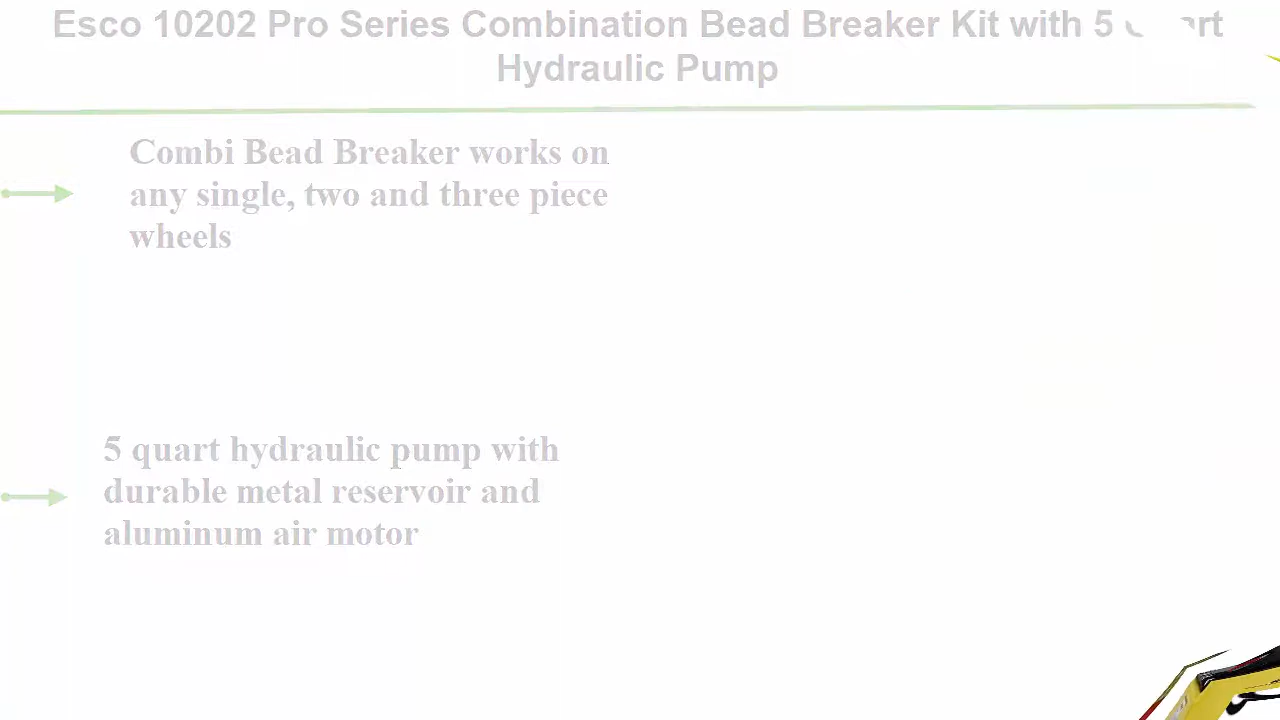 Esco 10202 Pro Series Combination Bead Breaker Kit with 5
Hydraulic Pump
Combi Bead Breaker works on
any single, two and three piece
wheels
5 quart hydraulic pump with
durable metal reservoir and
aluminum air motor